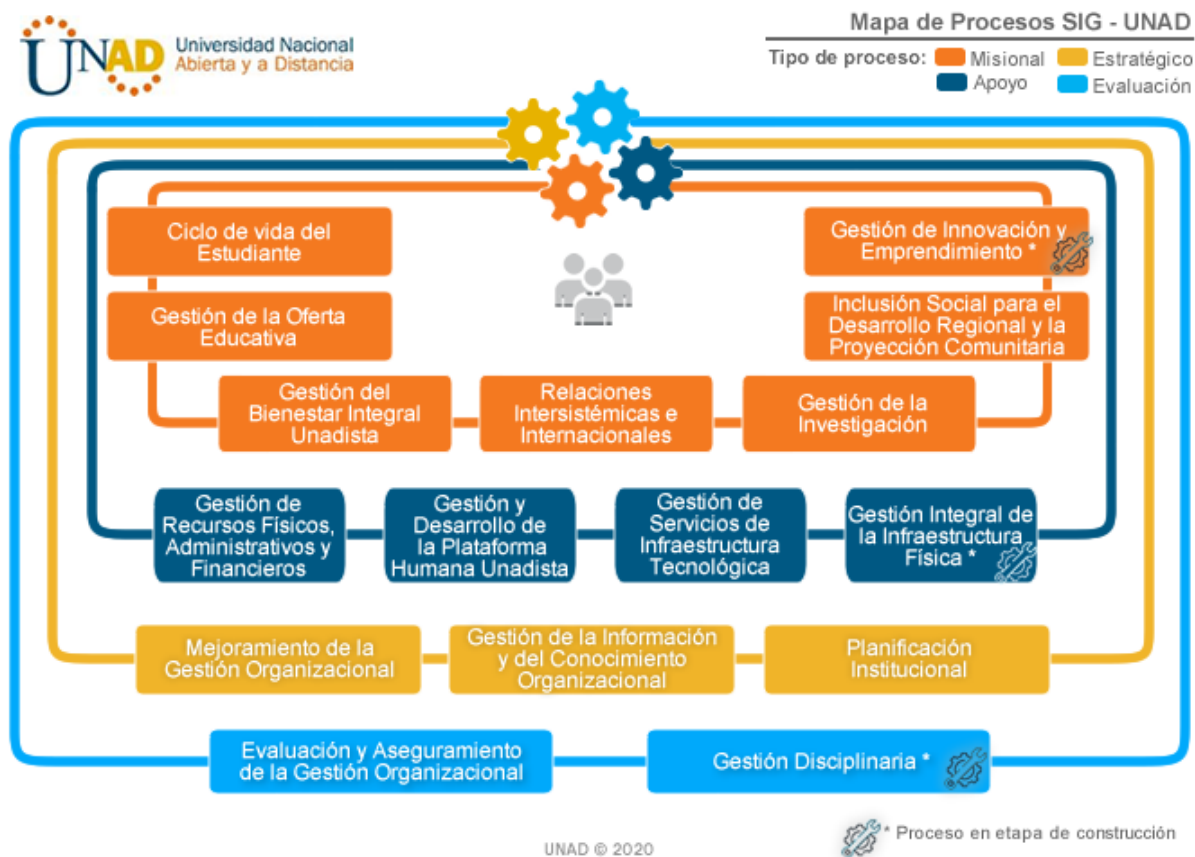 UNAD Universidad Nacional
Abierta y a Distancia
Mapa de Procesos SIG - UNAD
Tipo de proceso: Misional Estratégico
Apoyo Evaluación
Ciclo de vida del
Estudiante
Gestión de Innovación y
Emprendimiento *
Gestión de la Oferta
Educativa
Inclusión Social para el
Desarrollo Regional y la
Proyección Comunitaria
Gestión del
Bienestar Integral
Unadista
Relaciones
Intersistémicas e
Internacionales
Gestión de la
Investigación
Gestión de
Recursos Físicos,
Administrativos y
Financieros
Gestión y
Desarrollo de
la Plataforma
Humana Unadista
Gestión de
Servicios de
Infraestructura
Tecnológica
Gestión Integral de
la Infraestructura
Física *
Mejoramiento de la
Gestión Organizacional
Gestión de la Información
y del Conocimiento
Organizacional
Planificación
Institucional
Evaluación y Aseguramiento
de la Gestión Organizacional
Gestión Disciplinaria *
* Proceso en etapa de construcción
UNAD © 2020